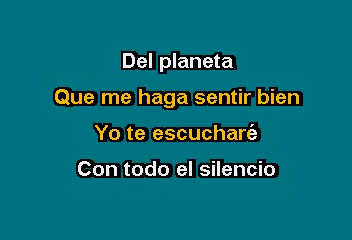 Del planeta
Que me haga sentir bien
Yo te escucharé
Con todo el silencio